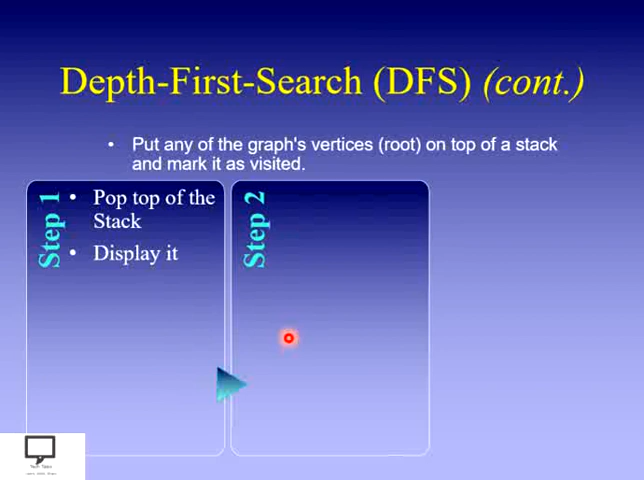 Depth-First-Search (DFS) (cont.)
• Put any of the graph's vertices (root) on top of a stack
and mark it as visited.
Step 1
• Pop top of the
Stack
• Display it
Step 2